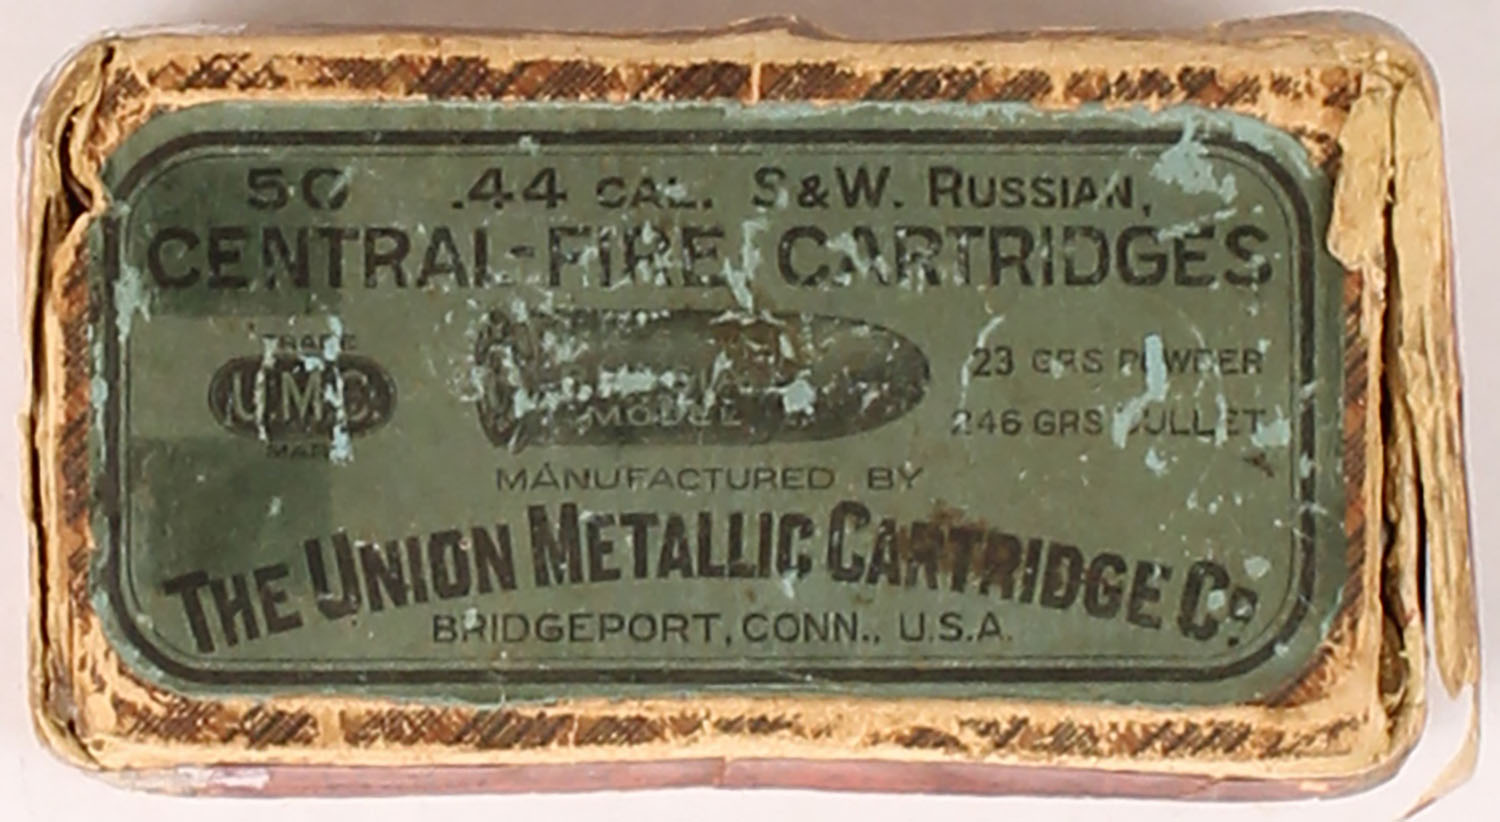 50 .44 CAL. S&W. RUSSIAN,
CENTRAL-FIRE CARTRIDGES
TRADE
U.M.C.
MARK
MODEL
23 GRS POWDER
246 GRS BULLET
MANUFACTURED BY
THE UNION METALLIC CARTRIDGE Co.
BRIDGEPORT, CONN., U.S.A.